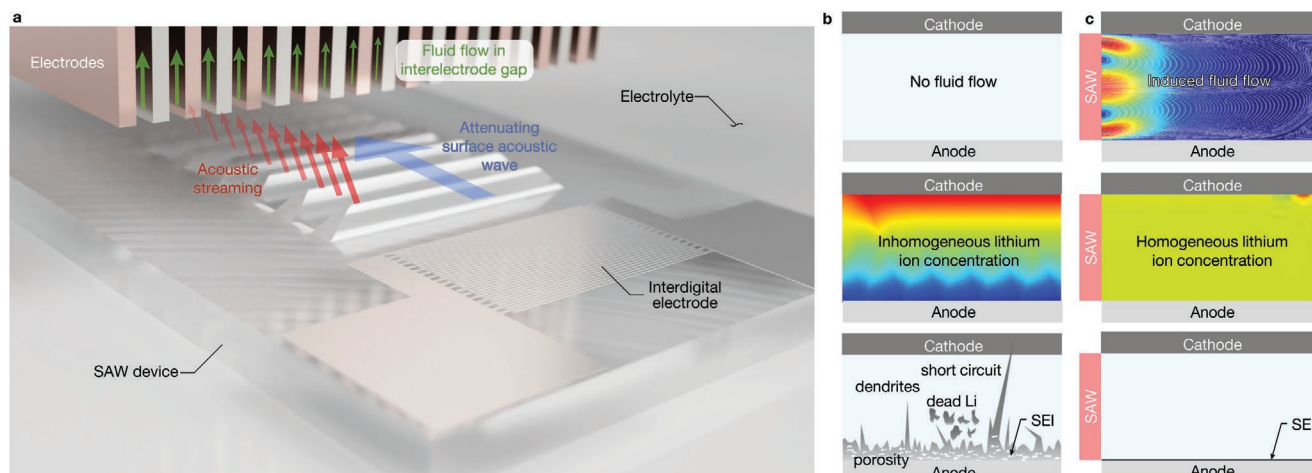 a
Electrodes
Fluid flow in
interelectrode gap
Electrolyte
Attenuating
surface acoustic
wave
Acoustic
streaming
Interdigital
electrode
SAW device
b
Cathode
No fluid flow
Anode
Cathode
Inhomogeneous lithium
ion concentration
Anode
Cathode
short circuit
dendrites
dead Li
SEI
porosity
Anode
c
Cathode
SAW
Induced fluid flow
Anode
Cathode
SAW
Homogeneous lithium
ion concentration
Anode
Cathode
SAW
SE
Anode